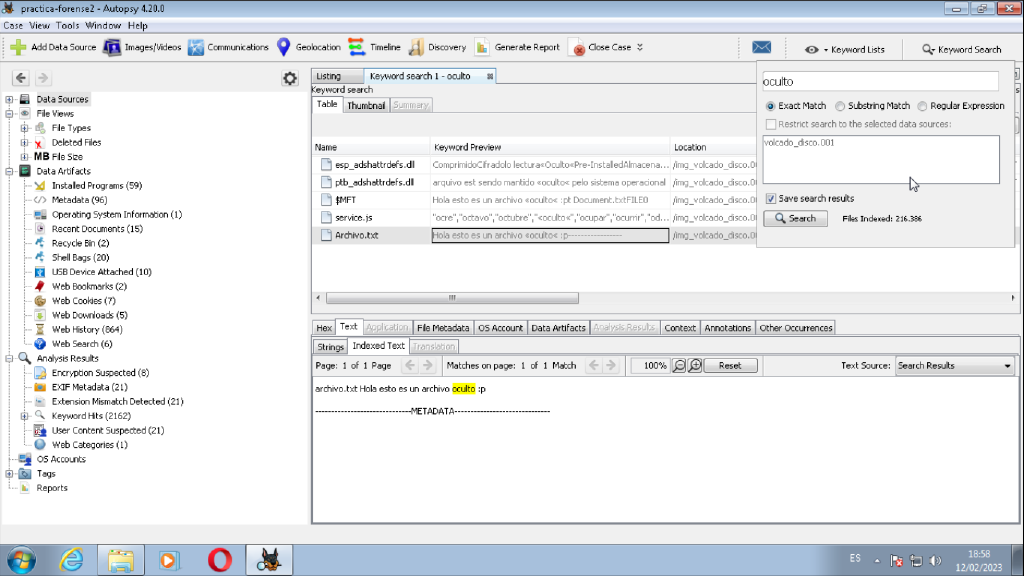 practica-forense2 - Autopsy 4.20.0
Case View Tools Window Help
Add Data Source Images/Videos Communications Geolocation Timeline Discovery Generate Report Close Case Keyword Lists Keyword Search
Listing Keyword search 1 - oculto
Keyword search
Table Thumbnail Summary
Name Keyword Preview Location
esp_adshattrdefs.dll ComprimidoCifradolo lectura«Oculto«Pre-InstalledAlmacena... /img_volcado_disco.0
ptb_adshattrdefs.dll arquivo est sendo mantido «oculto« pelo sistema operacional /img_volcado_disco.0
$MFT Hola esto es un archivo «oculto« :pt Document.txtFILE0 /img_volcado_disco.0
service.js "ocre","octavo","octubre","«oculto«","ocupar","ocurrir","od... /img_volcado_disco.0
Archivo.txt Hola esto es un archivo «oculto« :p----------------- /img_volcado_disco.0
oculto
Exact Match Substring Match Regular Expression
Restrict search to the selected data sources:
volcado_disco.001
Save search results
Search Files Indexed: 216.386
Data Sources
File Views
File Types
Deleted Files
MB File Size
Data Artifacts
Installed Programs (59)
Metadata (96)
Operating System Information (1)
Recent Documents (15)
Recycle Bin (2)
Shell Bags (20)
USB Device Attached (10)
Web Bookmarks (2)
Web Cookies (7)
Web Downloads (5)
Web History (864)
Web Search (6)
Analysis Results
Encryption Suspected (8)
EXIF Metadata (21)
Extension Mismatch Detected (21)
Keyword Hits (2162)
User Content Suspected (21)
Web Categories (1)
OS Accounts
Tags
Reports
Hex Text Application File Metadata OS Account Data Artifacts Analysis Results Context Annotations Other Occurrences
Strings Indexed Text Translation
Page: 1 of 1 Page Matches on page: 1 of 1 Match 100% Reset Text Source: Search Results
archivo.txt Hola esto es un archivo oculto :p
------------------------------METADATA------------------------------
ES 18:58
12/02/2023